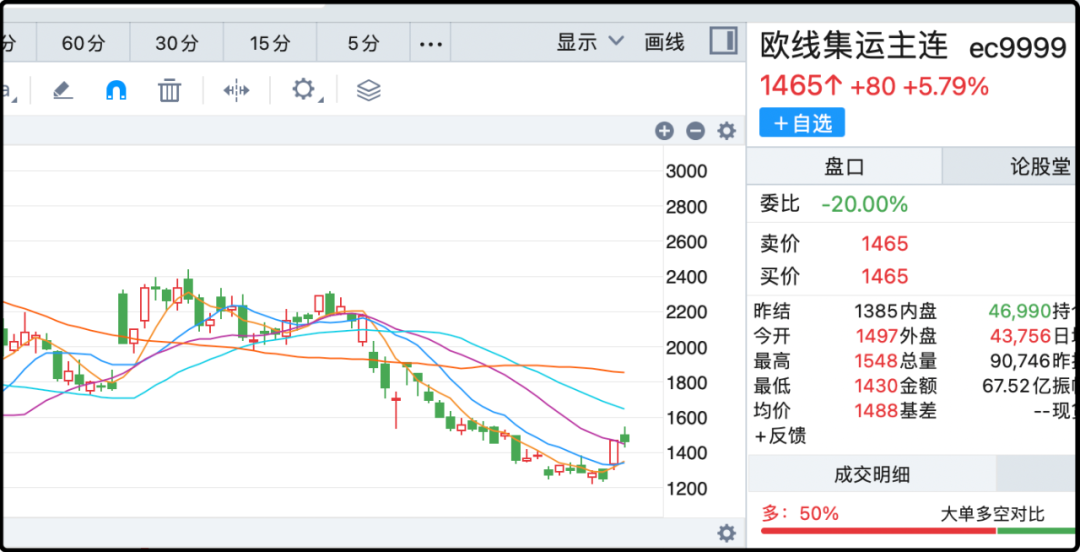 分 60分 30分 15分 5分 ... 显示 画线
欧线集运主连 ec9999
1465↑ +80 +5.79%
+自选
盘口 论股堂
委比 -20.00%
卖价 1465
买价 1465
昨结 1385 内盘 46,990 持
今开 1497 外盘 43,756 日
最高 1548 总量 90,746 昨
最低 1430 金额 67.52亿 振
均价 1488 基差 -- 现
+反馈
成交明细
多: 50% 大单多空对比
3000
2800
2600
2400
2200
2000
1800
1600
1400
1200